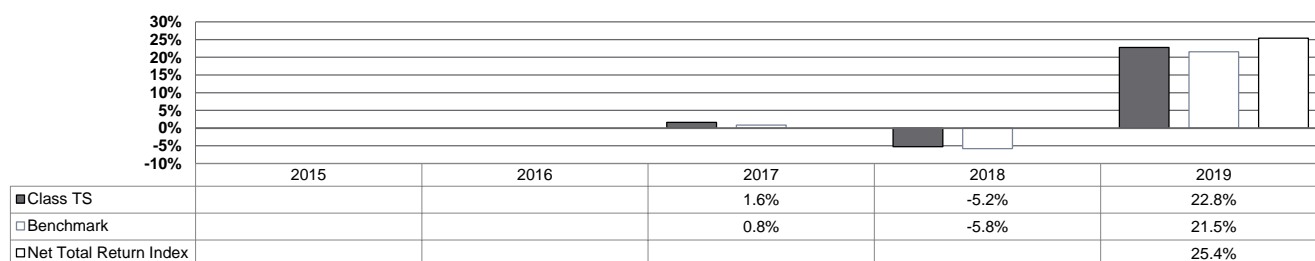 30%
25%
20%
15%
10%
5%
0%
-5%
-10%
2015 2016 2017 2018 2019
Class TS 1.6% -5.2% 22.8%
Benchmark 0.8% -5.8% 21.5%
Net Total Return Index 25.4%